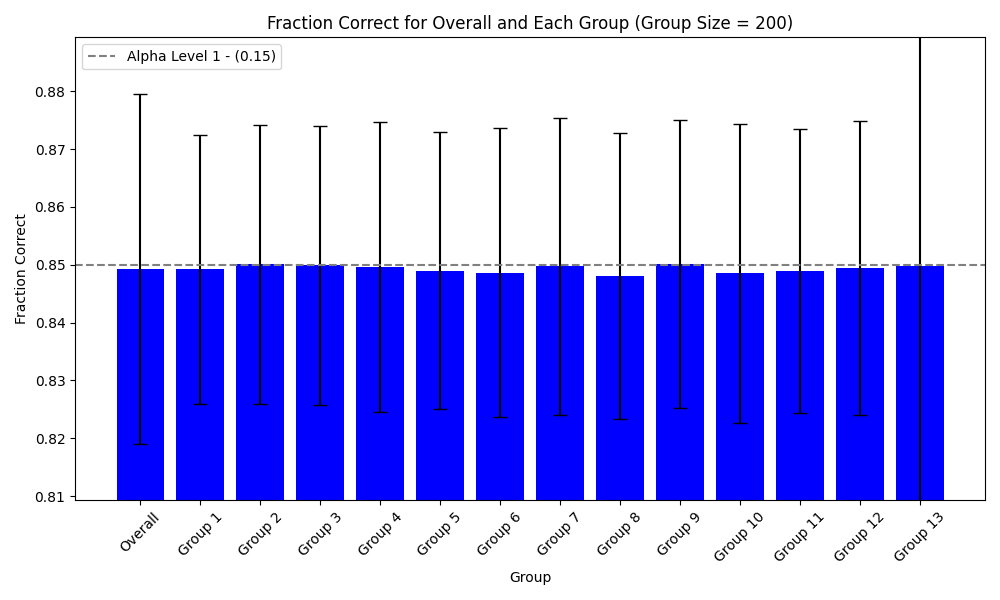 Fraction Correct for Overall and Each Group (Group Size = 200)
Alpha Level 1 - (0.15)
0.88
0.87
0.86
0.85
0.84
0.83
0.82
0.81
Fraction Correct
Overall
Group 1
Group 2
Group 3
Group 4
Group 5
Group 6
Group 7
Group 8
Group 9
Group 10
Group 11
Group 12
Group 13
Group